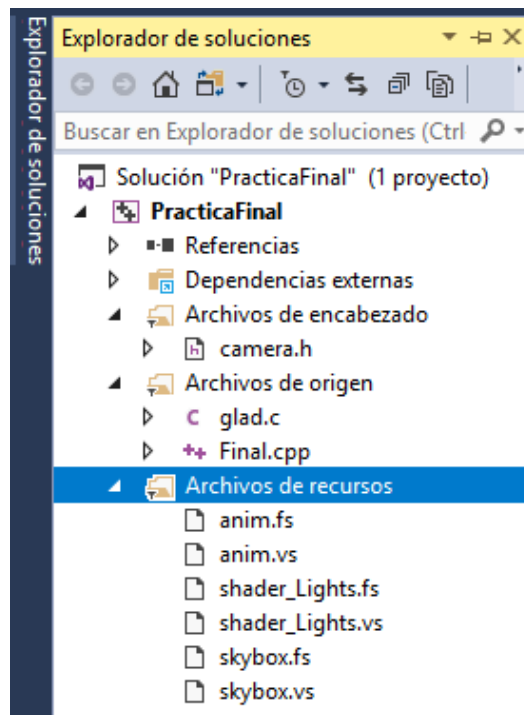 Explorador de soluciones
Explorador de soluciones
Buscar en Explorador de soluciones (Ctrl
Solución "PracticaFinal" (1 proyecto)
PracticaFinal
Referencias
Dependencias externas
Archivos de encabezado
camera.h
Archivos de origen
glad.c
Final.cpp
Archivos de recursos
anim.fs
anim.vs
shader_Lights.fs
shader_Lights.vs
skybox.fs
skybox.vs